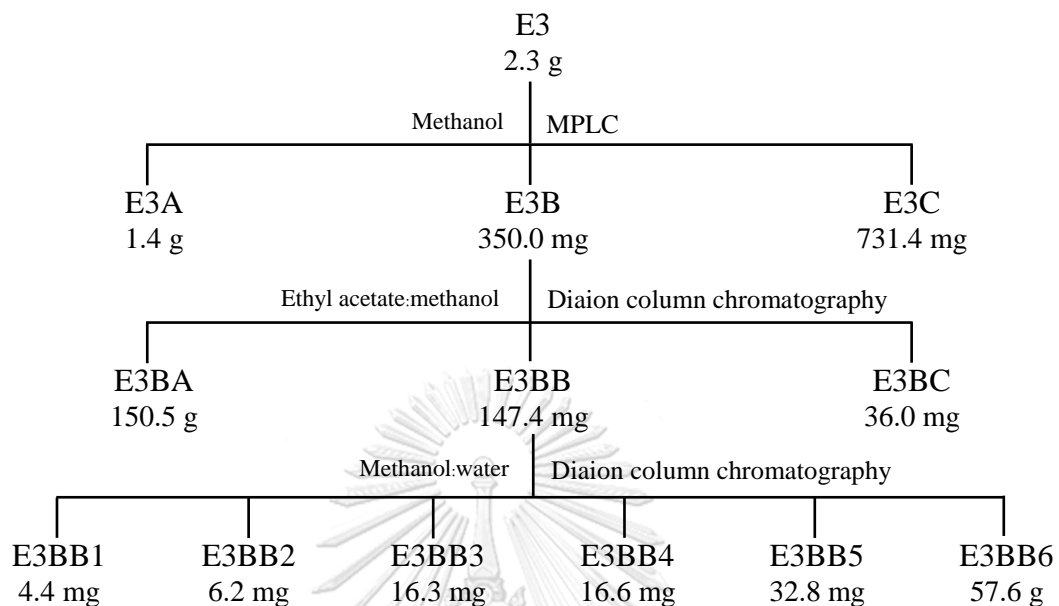 E3
2.3 g
Methanol MPLC
E3A E3B E3C
1.4 g 350.0 mg 731.4 mg
Ethyl acetate:methanol Diaion column chromatography
E3BA E3BB E3BC
150.5 g 147.4 mg 36.0 mg
Methanol:water Diaion column chromatography
E3BB1 E3BB2 E3BB3 E3BB4 E3BB5 E3BB6
4.4 mg 6.2 mg 16.3 mg 16.6 mg 32.8 mg 57.6 g